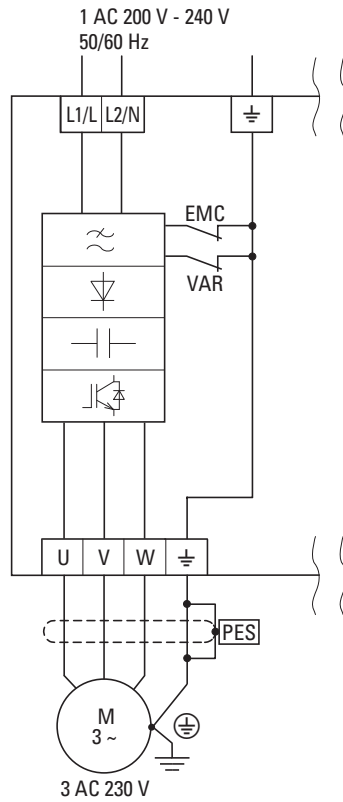 1 AC 200 V - 240 V
50/60 Hz
L1/L L2/N
EMC
VAR
U V W
PES
M
3 ~
3 AC 230 V